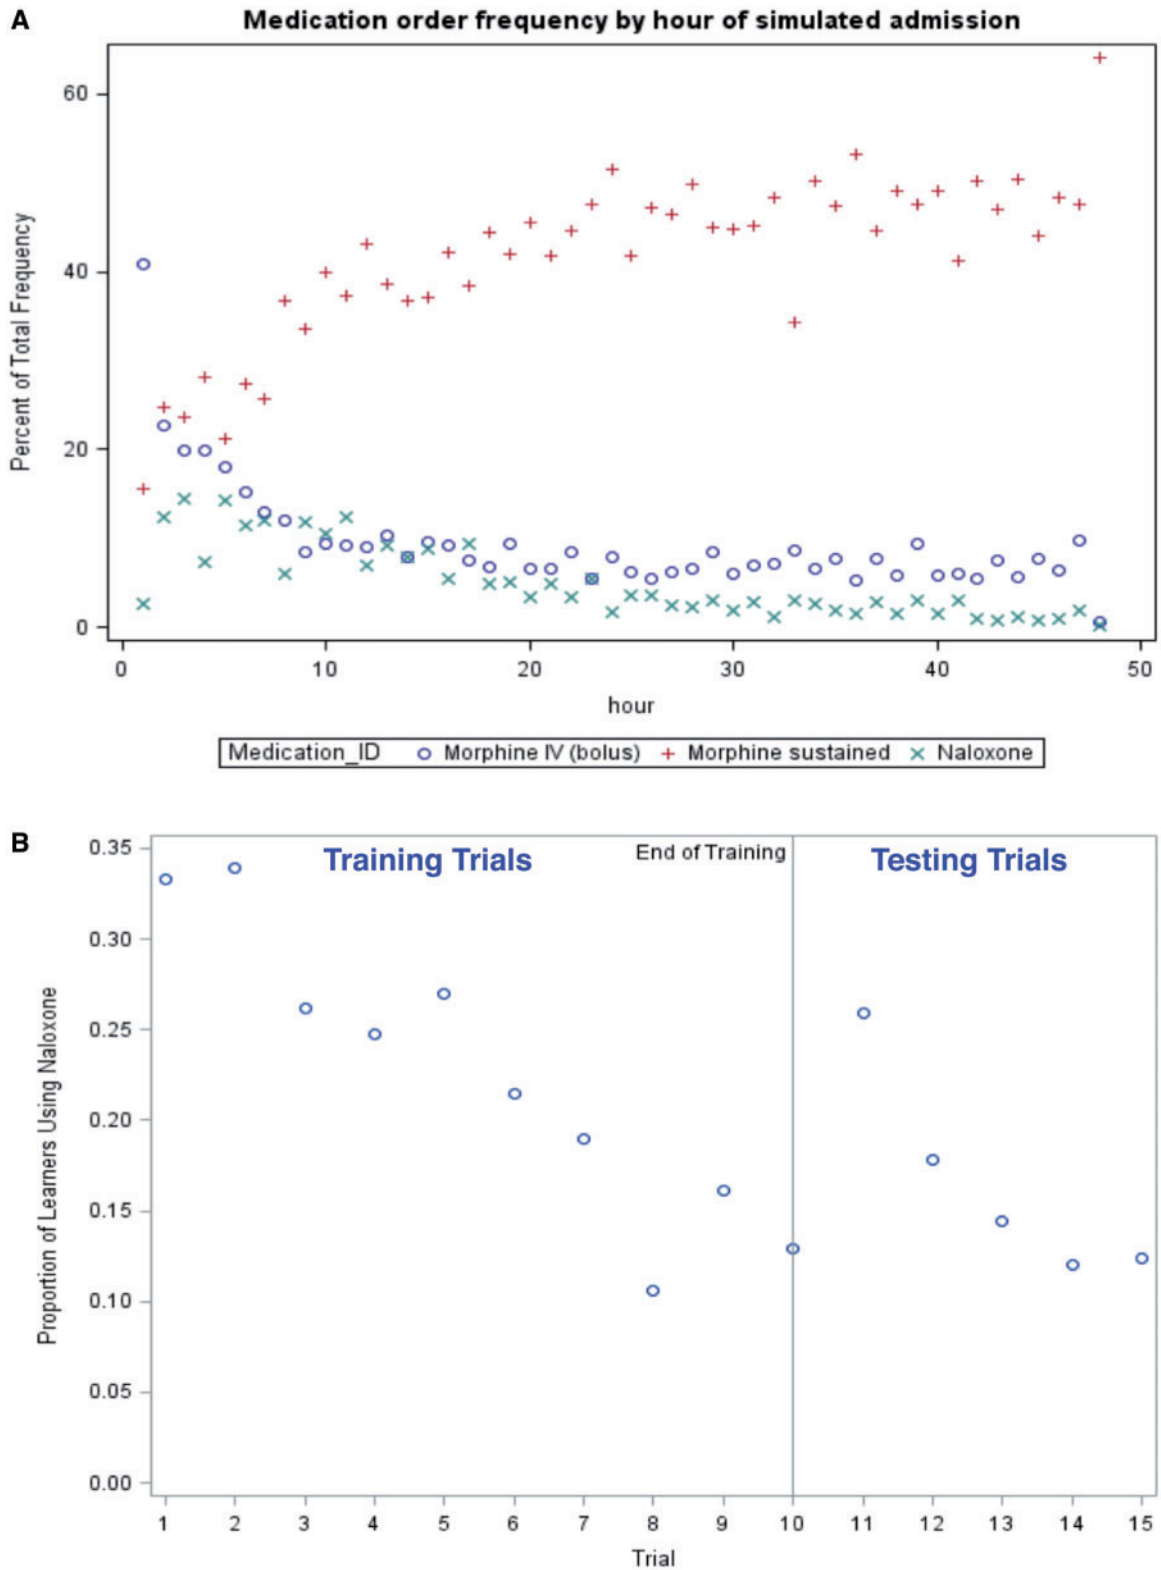 A
Medication order frequency by hour of simulated admission
Percent of Total Frequency
60
40
20
0
0 10 20 30 40 50
hour
Medication_ID Morphine IV (bolus) Morphine sustained Naloxone
B
Training Trials End of Training Testing Trials
Proportion of Learners Using Naloxone
0.35
0.30
0.25
0.20
0.15
0.10
0.05
0.00
1 2 3 4 5 6 7 8 9 10 11 12 13 14 15
Trial